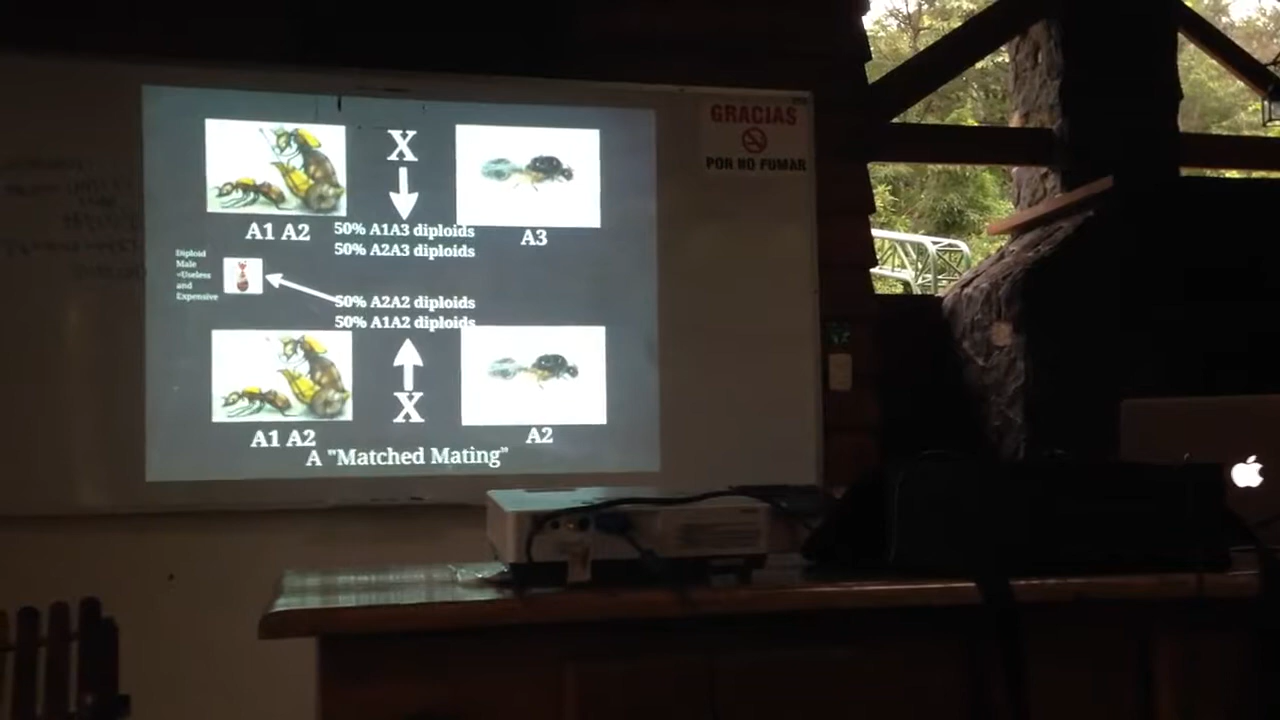 X
A1 A2
50% A1A3 diploids
50% A2A3 diploids
A3
Diploid
Male
=Useless
and
Expensive
50% A2A2 diploids
50% A1A2 diploids
X
A1 A2
A2
A "Matched Mating"
GRACIAS
POR NO FUMAR